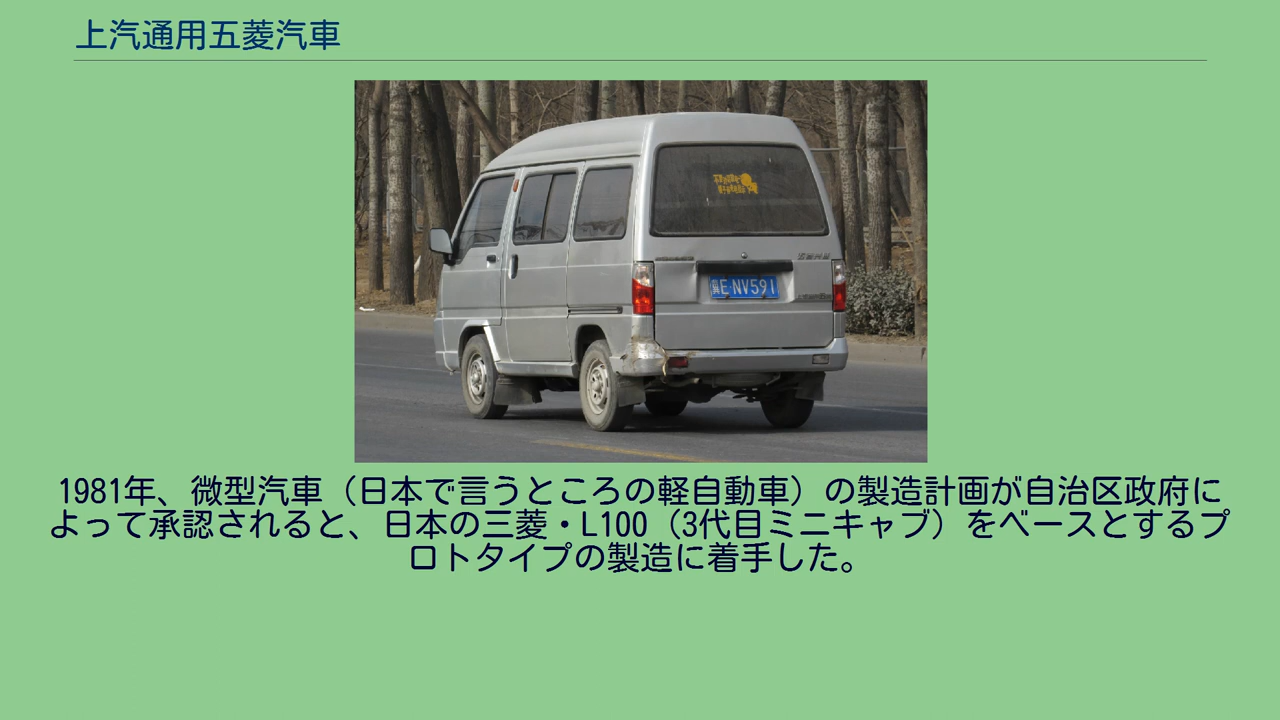 上汽通用五菱汽車
冀E·NV591
1981年、微型汽車（日本で言うところの軽自動車）の製造計画が自治区政府に
よって承認されると、日本の三菱・L100（3代目ミニキャブ）をベースとするプ
ロトタイプの製造に着手した。